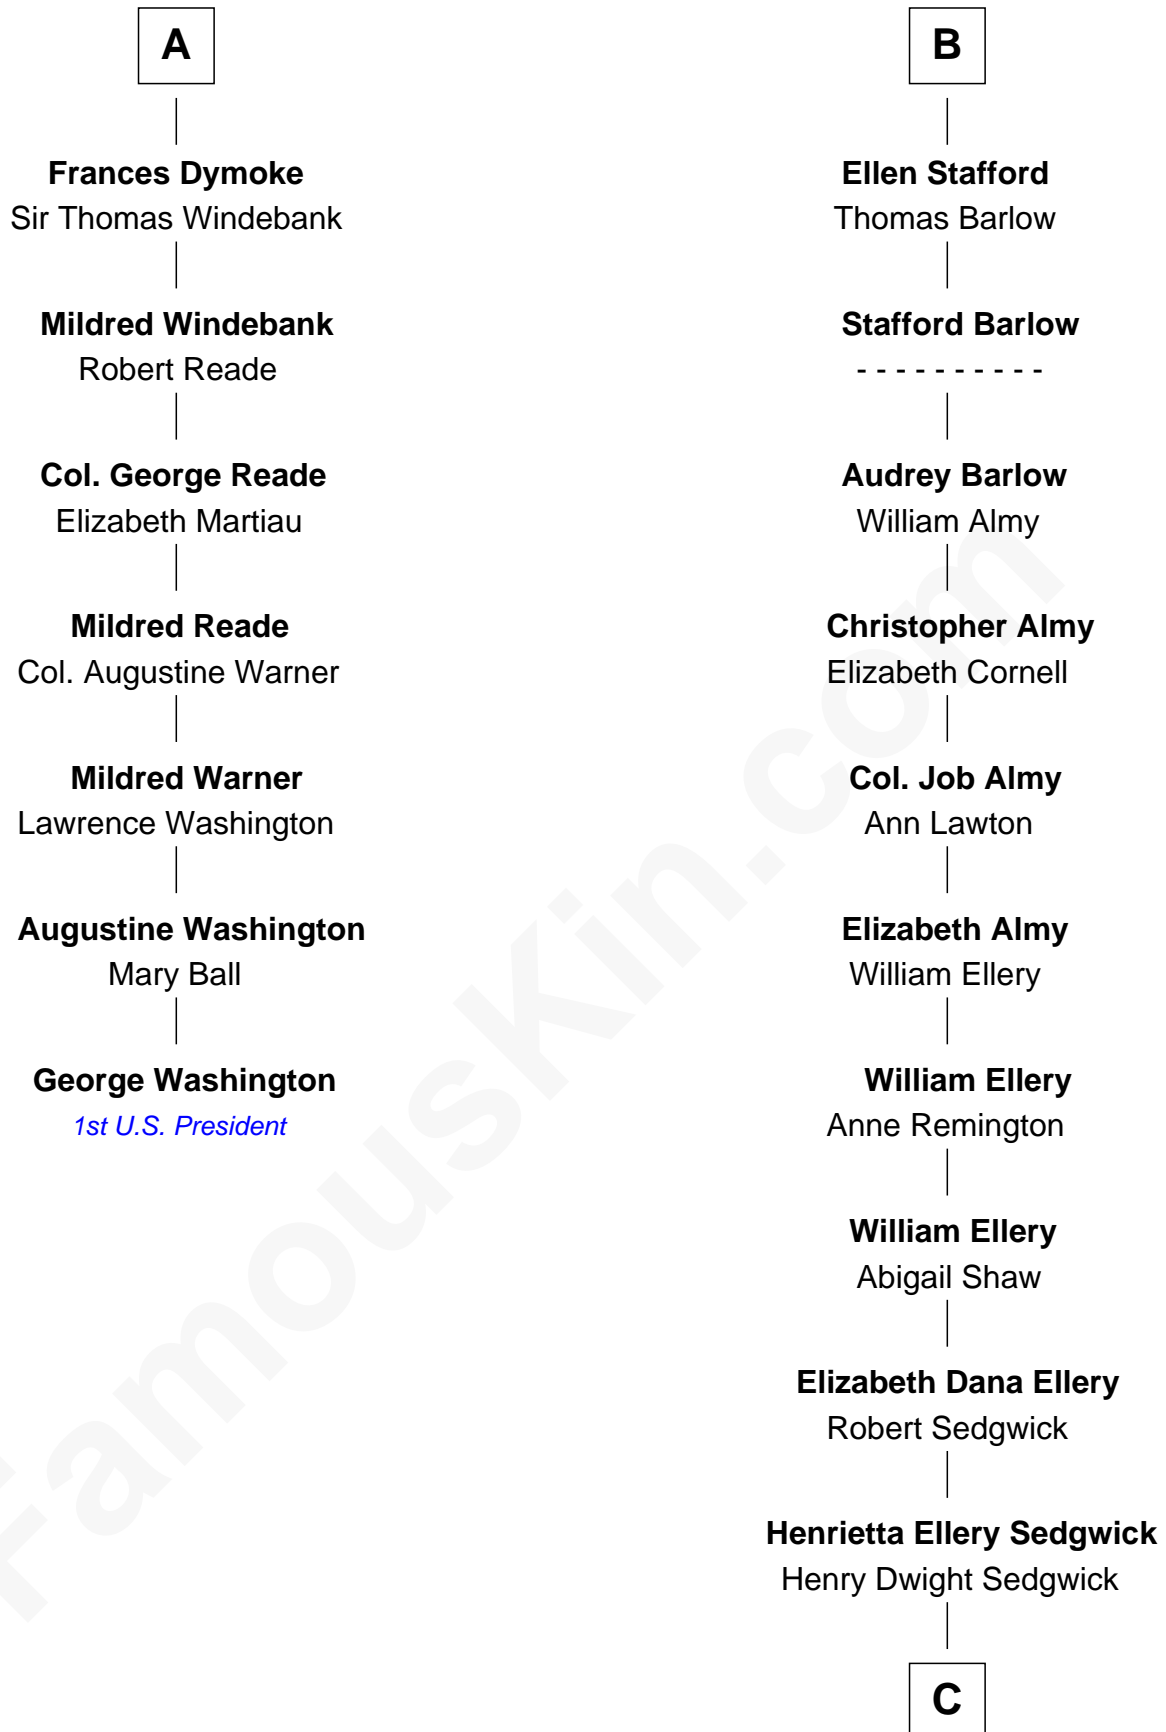 A
Frances Dymoke
Sir Thomas Windebank
Mildred Windebank
Robert Reade
Col. George Reade
Elizabeth Martiau
Mildred Reade
Col. Augustine Warner
Mildred Warner
Lawrence Washington
Augustine Washington
Mary Ball
George Washington
1st U.S. President
B
Ellen Stafford
Thomas Barlow
Stafford Barlow
- - - - - - - - - -
Audrey Barlow
William Almy
Christopher Almy
Elizabeth Cornell
Col. Job Almy
Ann Lawton
Elizabeth Almy
William Ellery
William Ellery
Anne Remington
William Ellery
Abigail Shaw
Elizabeth Dana Ellery
Robert Sedgwick
Henrietta Ellery Sedgwick
Henry Dwight Sedgwick
C
FamousKin.com